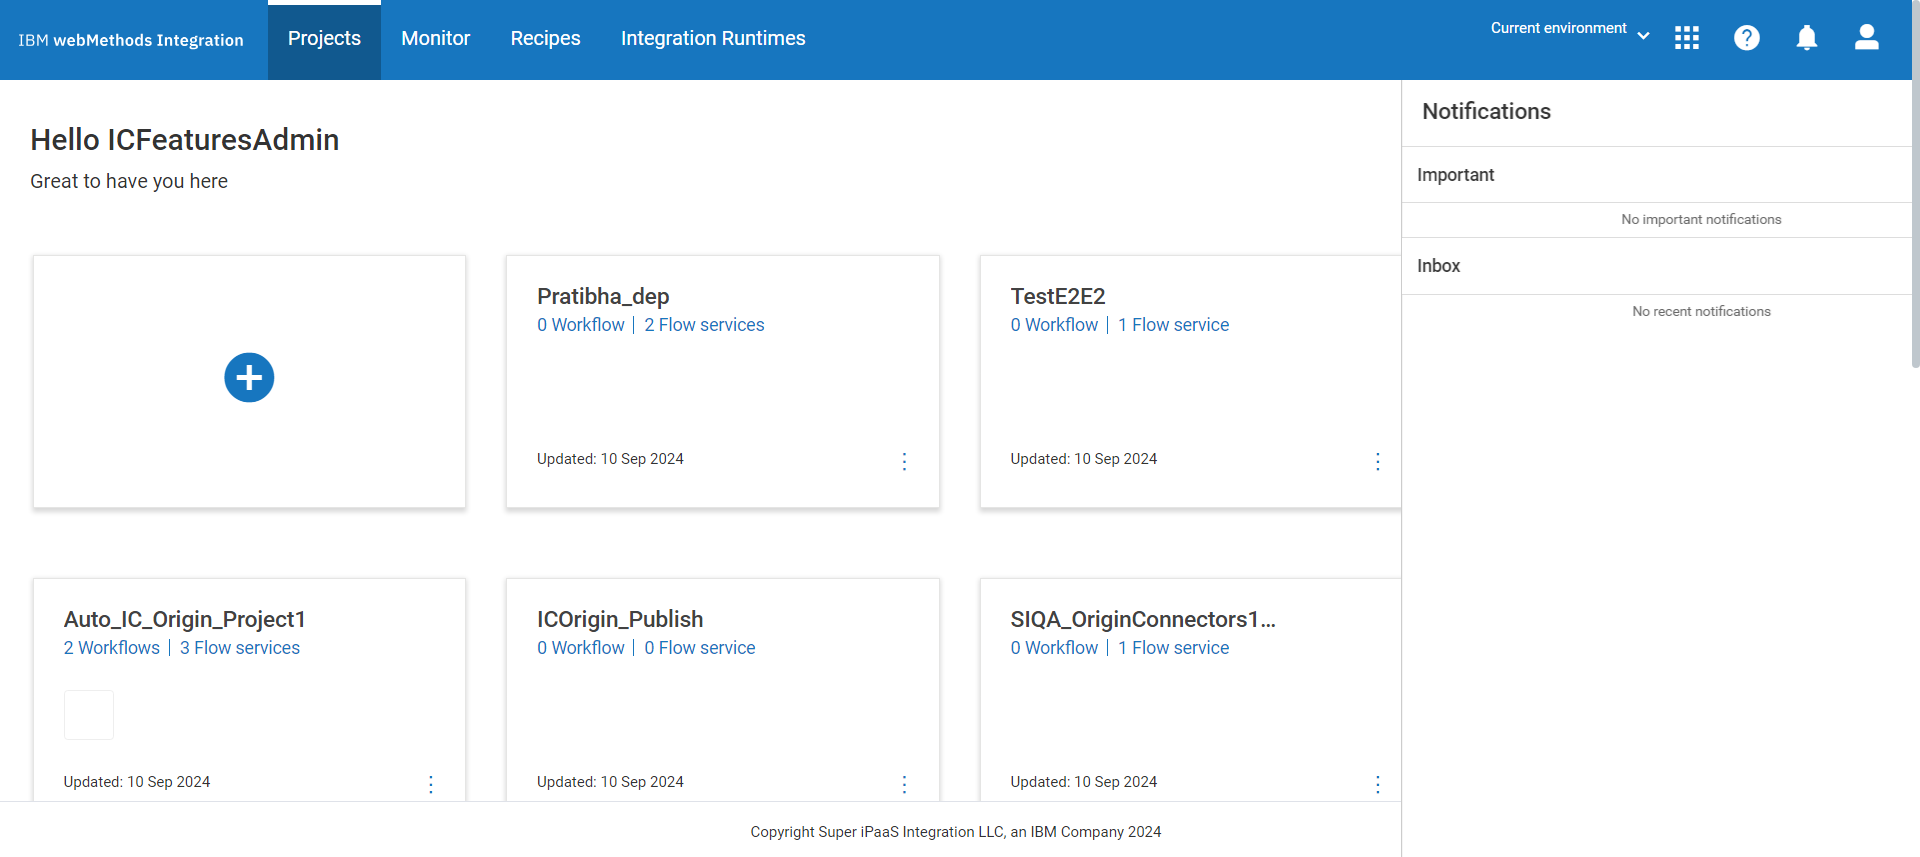 IBM webMethods Integration
Projects
Monitor
Recipes
Integration Runtimes
Current environment
Hello ICFeaturesAdmin
Great to have you here
Pratibha_dep
0 Workflow | 2 Flow services
Updated: 10 Sep 2024
TestE2E2
0 Workflow | 1 Flow service
Updated: 10 Sep 2024
Auto_IC_Origin_Project1
2 Workflows | 3 Flow services
Updated: 10 Sep 2024
ICOrigin_Publish
0 Workflow | 0 Flow service
Updated: 10 Sep 2024
SIQA_OriginConnectors1...
0 Workflow | 1 Flow service
Updated: 10 Sep 2024
Notifications
Important
No important notifications
Inbox
No recent notifications
Copyright Super iPaaS Integration LLC, an IBM Company 2024